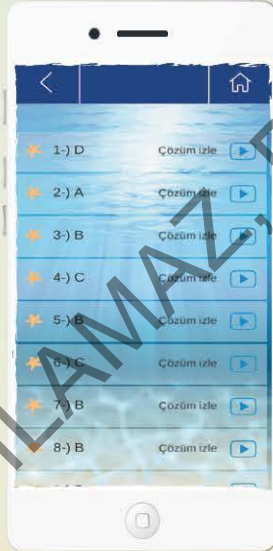 1-) D Çözüm izle
2-) A Çözüm izle
3-) B Çözüm izle
4-) C Çözüm izle
5-) B Çözüm izle
6-) C Çözüm izle
7-) B Çözüm izle
8-) B Çözüm izle